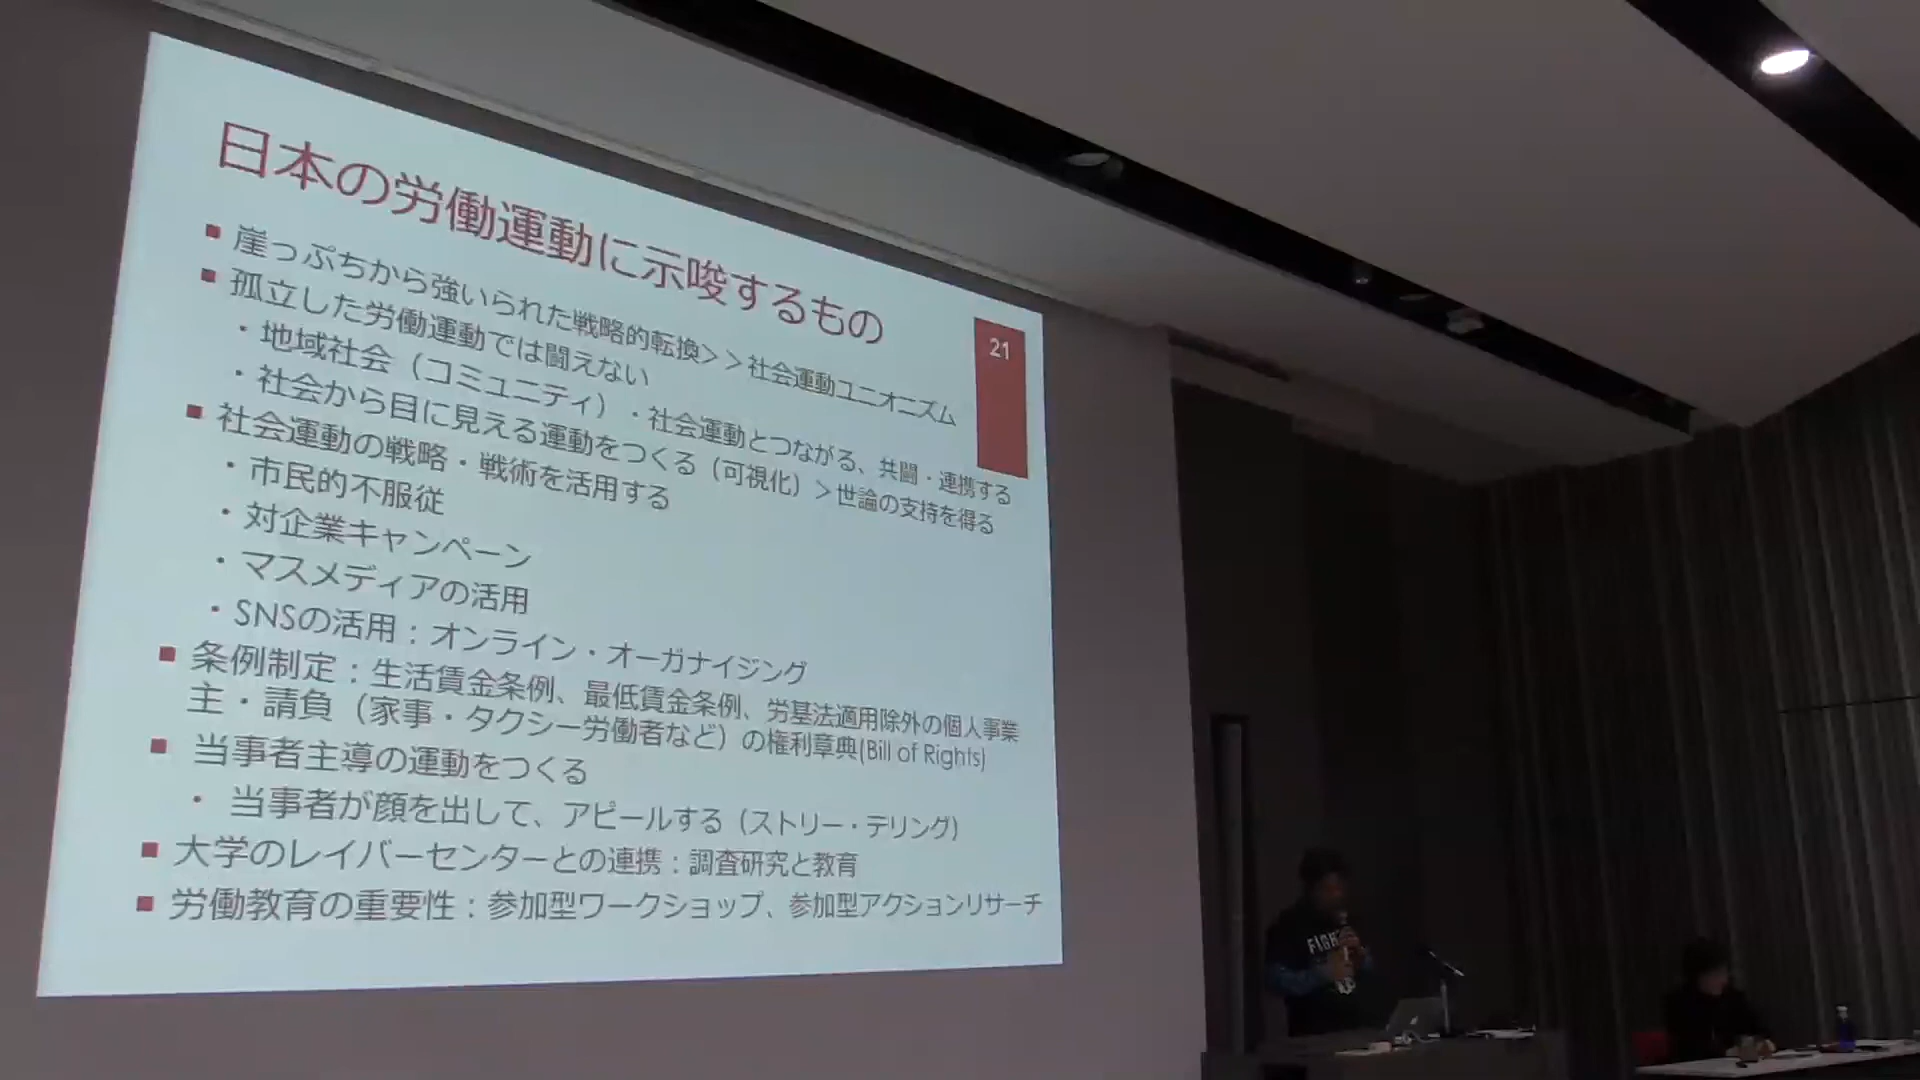 日本の労働運動に示唆するもの
21
崖っぷちから強いられた戦略的転換>>社会運動ユニオニズム
孤立した労働運動では闘えない
・地域社会（コミュニティ）・社会運動とつながる、共闘・連携する
・社会から目に見える運動をつくる（可視化）>世論の支持を得る
社会運動の戦略・戦術を活用する
・市民的不服従
・対企業キャンペーン
・マスメディアの活用
・SNSの活用：オンライン・オーガナイジング
条例制定：生活賃金条例、最低賃金条例、労基法適用除外の個人事業
主・請負（家事・タクシー労働者など）の権利章典(Bill of Rights)
当事者主導の運動をつくる
・当事者が顔を出して、アピールする（ストリー・テリング）
大学のレイバーセンターとの連携：調査研究と教育
労働教育の重要性：参加型ワークショップ、参加型アクションリサーチ